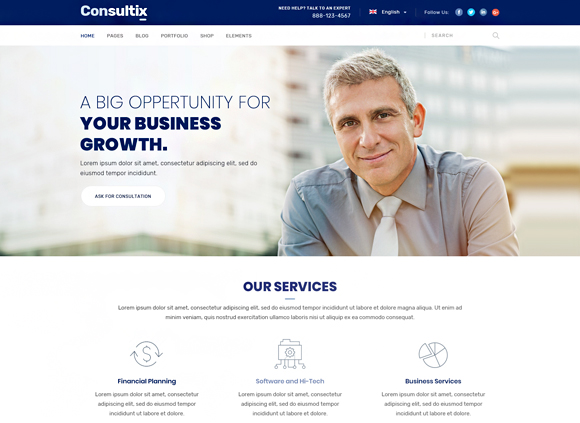 Consultix
NEED HELP? TALK TO AN EXPERT
888-123-4567
English
Follow Us:
HOME PAGES BLOG PORTFOLIO SHOP ELEMENTS
SEARCH
A BIG OPPERTUNITY FOR
YOUR BUSINESS
GROWTH.
Lorem ipsum dolor sit amet, consectetur adipiscing elit, sed do
eiusmod tempor incididunt.
ASK FOR CONSULTATION
OUR SERVICES
Lorem ipsum dolor sit amet, consectetur adipiscing elit, sed do eiusmod tempor incididunt ut labore et dolore magna aliqua. Ut enim ad
minim veniam, quis nostrud exercitation ullamco laboris nisi ut aliquip ex ea commodo consequat.
Financial Planning
Lorem ipsum dolor sit amet, consectetur
adipiscing elit, sed do eiusmod tempor
incididunt ut labore et dolore.
Software and Hi-Tech
Lorem ipsum dolor sit amet, consectetur
adipiscing elit, sed do eiusmod tempor
incididunt ut labore et dolore.
Business Services
Lorem ipsum dolor sit amet, consectetur
adipiscing elit, sed do eiusmod tempor
incididunt ut labore et dolore.